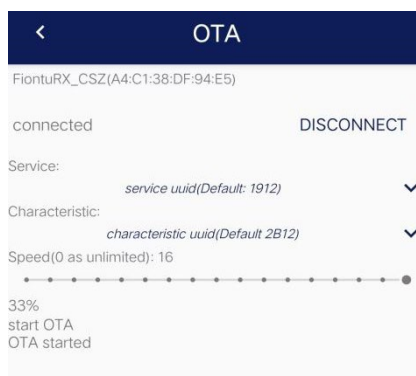 OTA
FiontuRX_CSZ(A4:C1:38:DF:94:E5)
connected DISCONNECT
Service:
service uuid(Default: 1912)
Characteristic:
characteristic uuid(Default 2B12)
Speed(0 as unlimited): 16
33%
start OTA
OTA started